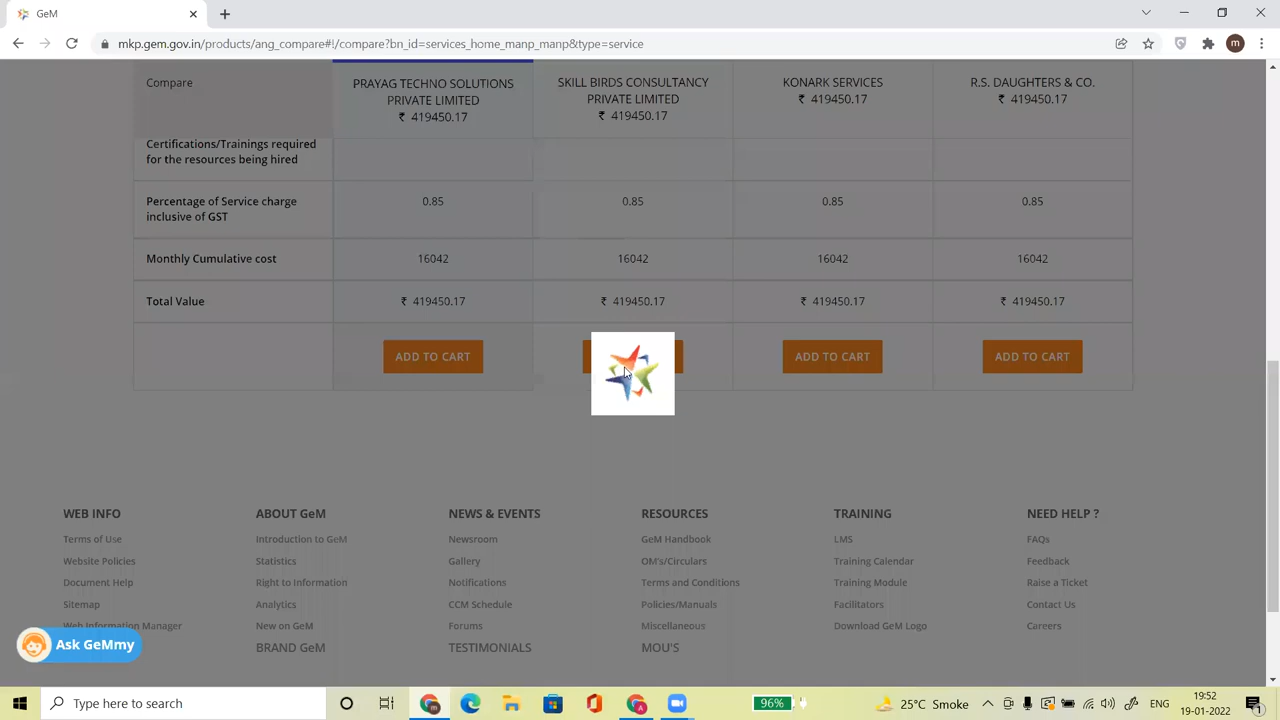 GeM
mkp.gem.gov.in/products/ang_compare#!/compare?bn_id=services_home_manp_manp&type=service
m
Compare
PRAYAG TECHNO SOLUTIONS
PRIVATE LIMITED
₹ 419450.17
SKILL BIRDS CONSULTANCY
PRIVATE LIMITED
₹ 419450.17
KONARK SERVICES
₹ 419450.17
R.S. DAUGHTERS & CO.
₹ 419450.17
Certifications/Trainings required
for the resources being hired
Percentage of Service charge
inclusive of GST
0.85
0.85
0.85
0.85
Monthly Cumulative cost
16042
16042
16042
16042
Total Value
₹ 419450.17
₹ 419450.17
₹ 419450.17
₹ 419450.17
ADD TO CART
ADD TO CART
ADD TO CART
WEB INFO
Terms of Use
Website Policies
Document Help
Sitemap
Web Information Manager
ABOUT GeM
Introduction to GeM
Statistics
Right to Information
Analytics
New on GeM
BRAND GeM
NEWS & EVENTS
Newsroom
Gallery
Notifications
CCM Schedule
Forums
TESTIMONIALS
RESOURCES
GeM Handbook
OM's/Circulars
Terms and Conditions
Policies/Manuals
Miscellaneous
MOU'S
TRAINING
LMS
Training Calendar
Training Module
Facilitators
Download GeM Logo
NEED HELP ?
FAQs
Feedback
Raise a Ticket
Contact Us
Careers
Ask GeMmy
Type here to search
96%
25°C Smoke
ENG
19:52
19-01-2022
1